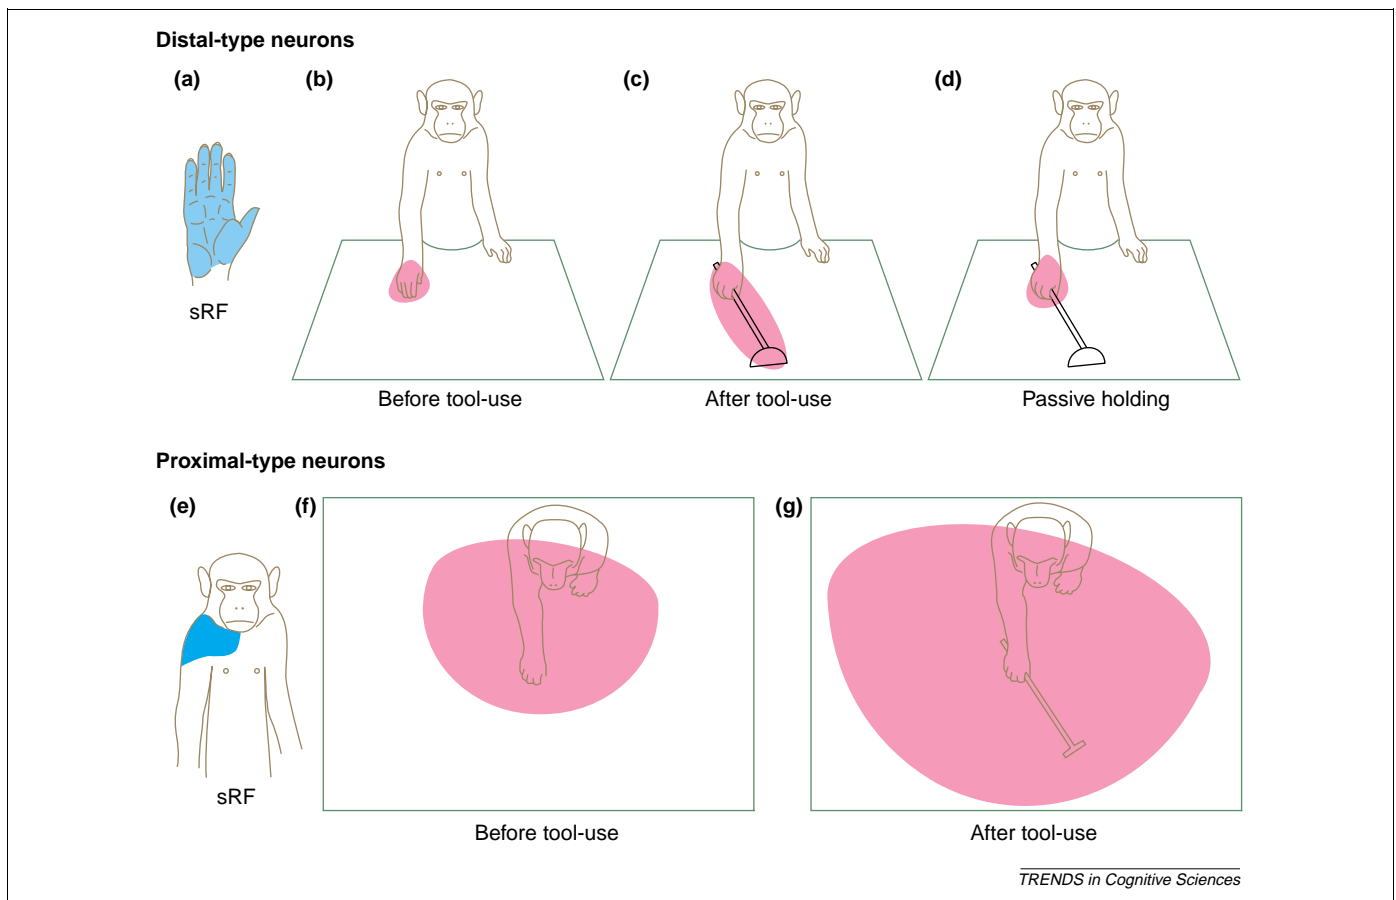 Distal-type neurons
(a)
(b)
(c)
(d)
sRF
Before tool-use
After tool-use
Passive holding
Proximal-type neurons
(e)
(f)
(g)
sRF
Before tool-use
After tool-use
TRENDS in Cognitive Sciences